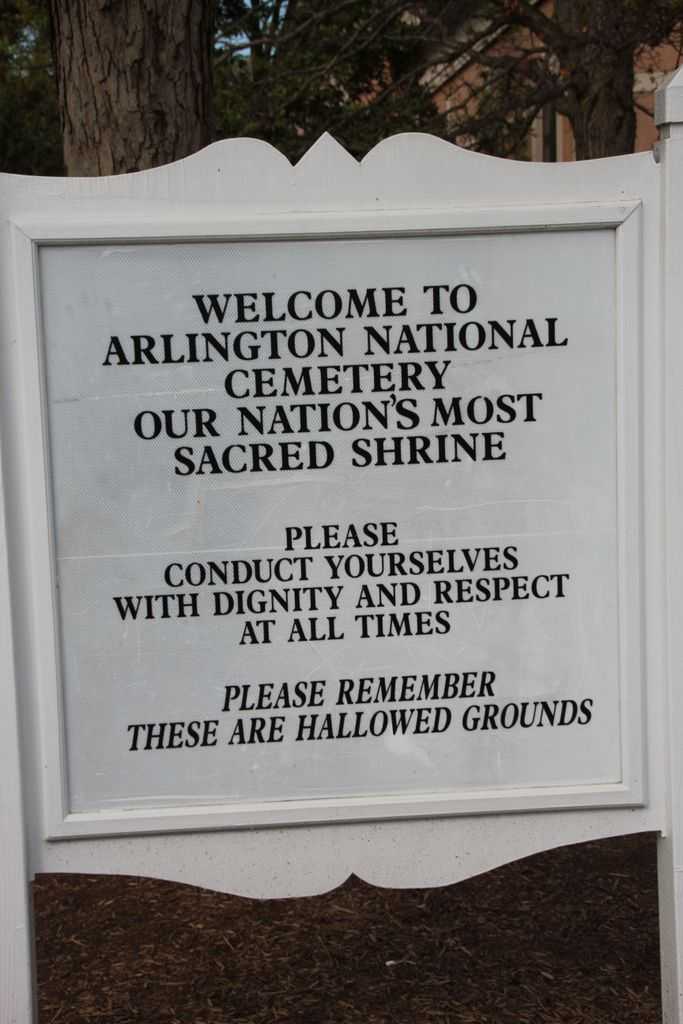 WELCOME TO
ARLINGTON NATIONAL
CEMETERY
OUR NATION'S MOST
SACRED SHRINE
PLEASE
CONDUCT YOURSELVES
WITH DIGNITY AND RESPECT
AT ALL TIMES
PLEASE REMEMBER
THESE ARE HALLOWED GROUNDS